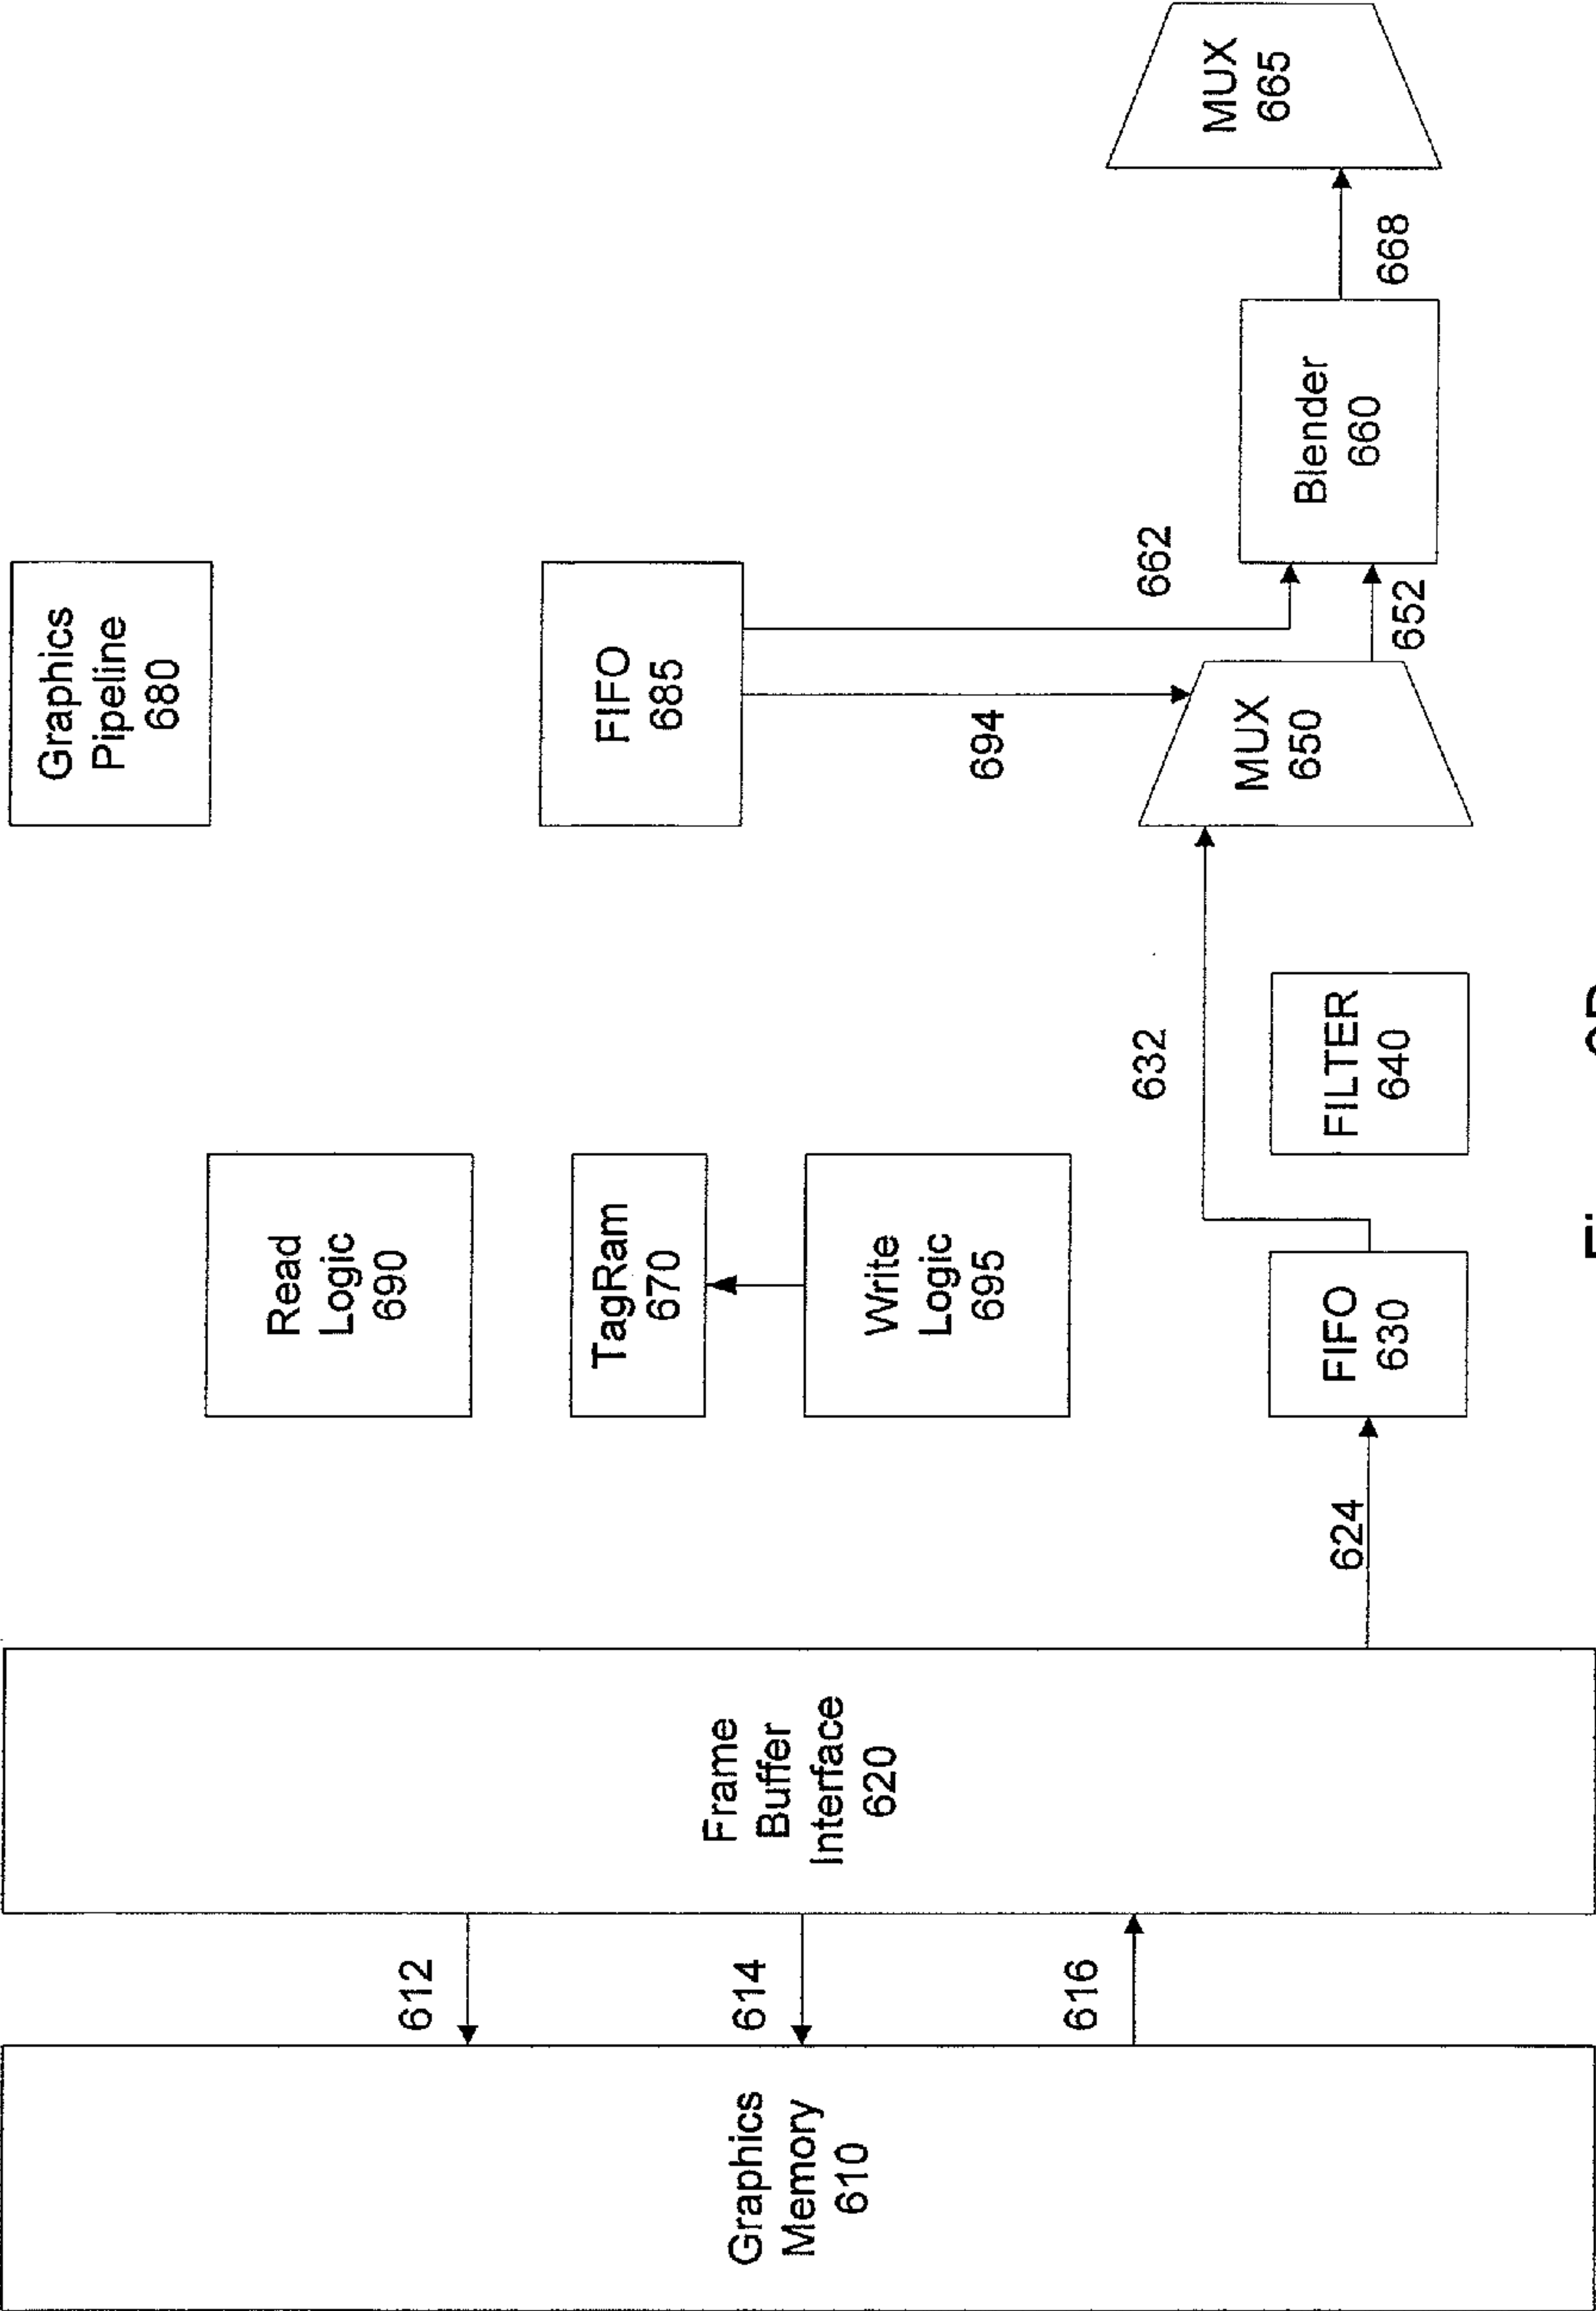 Graphics
Memory
610
612
614
616
Frame
Buffer
Interface
620
624
Read
Logic
690
TagRam
670
Write
Logic
695
FIFO
630
FILTER
640
632
Graphics
Pipeline
680
FIFO
685
694
662
MUX
650
652
Blender
660
668
MUX
665